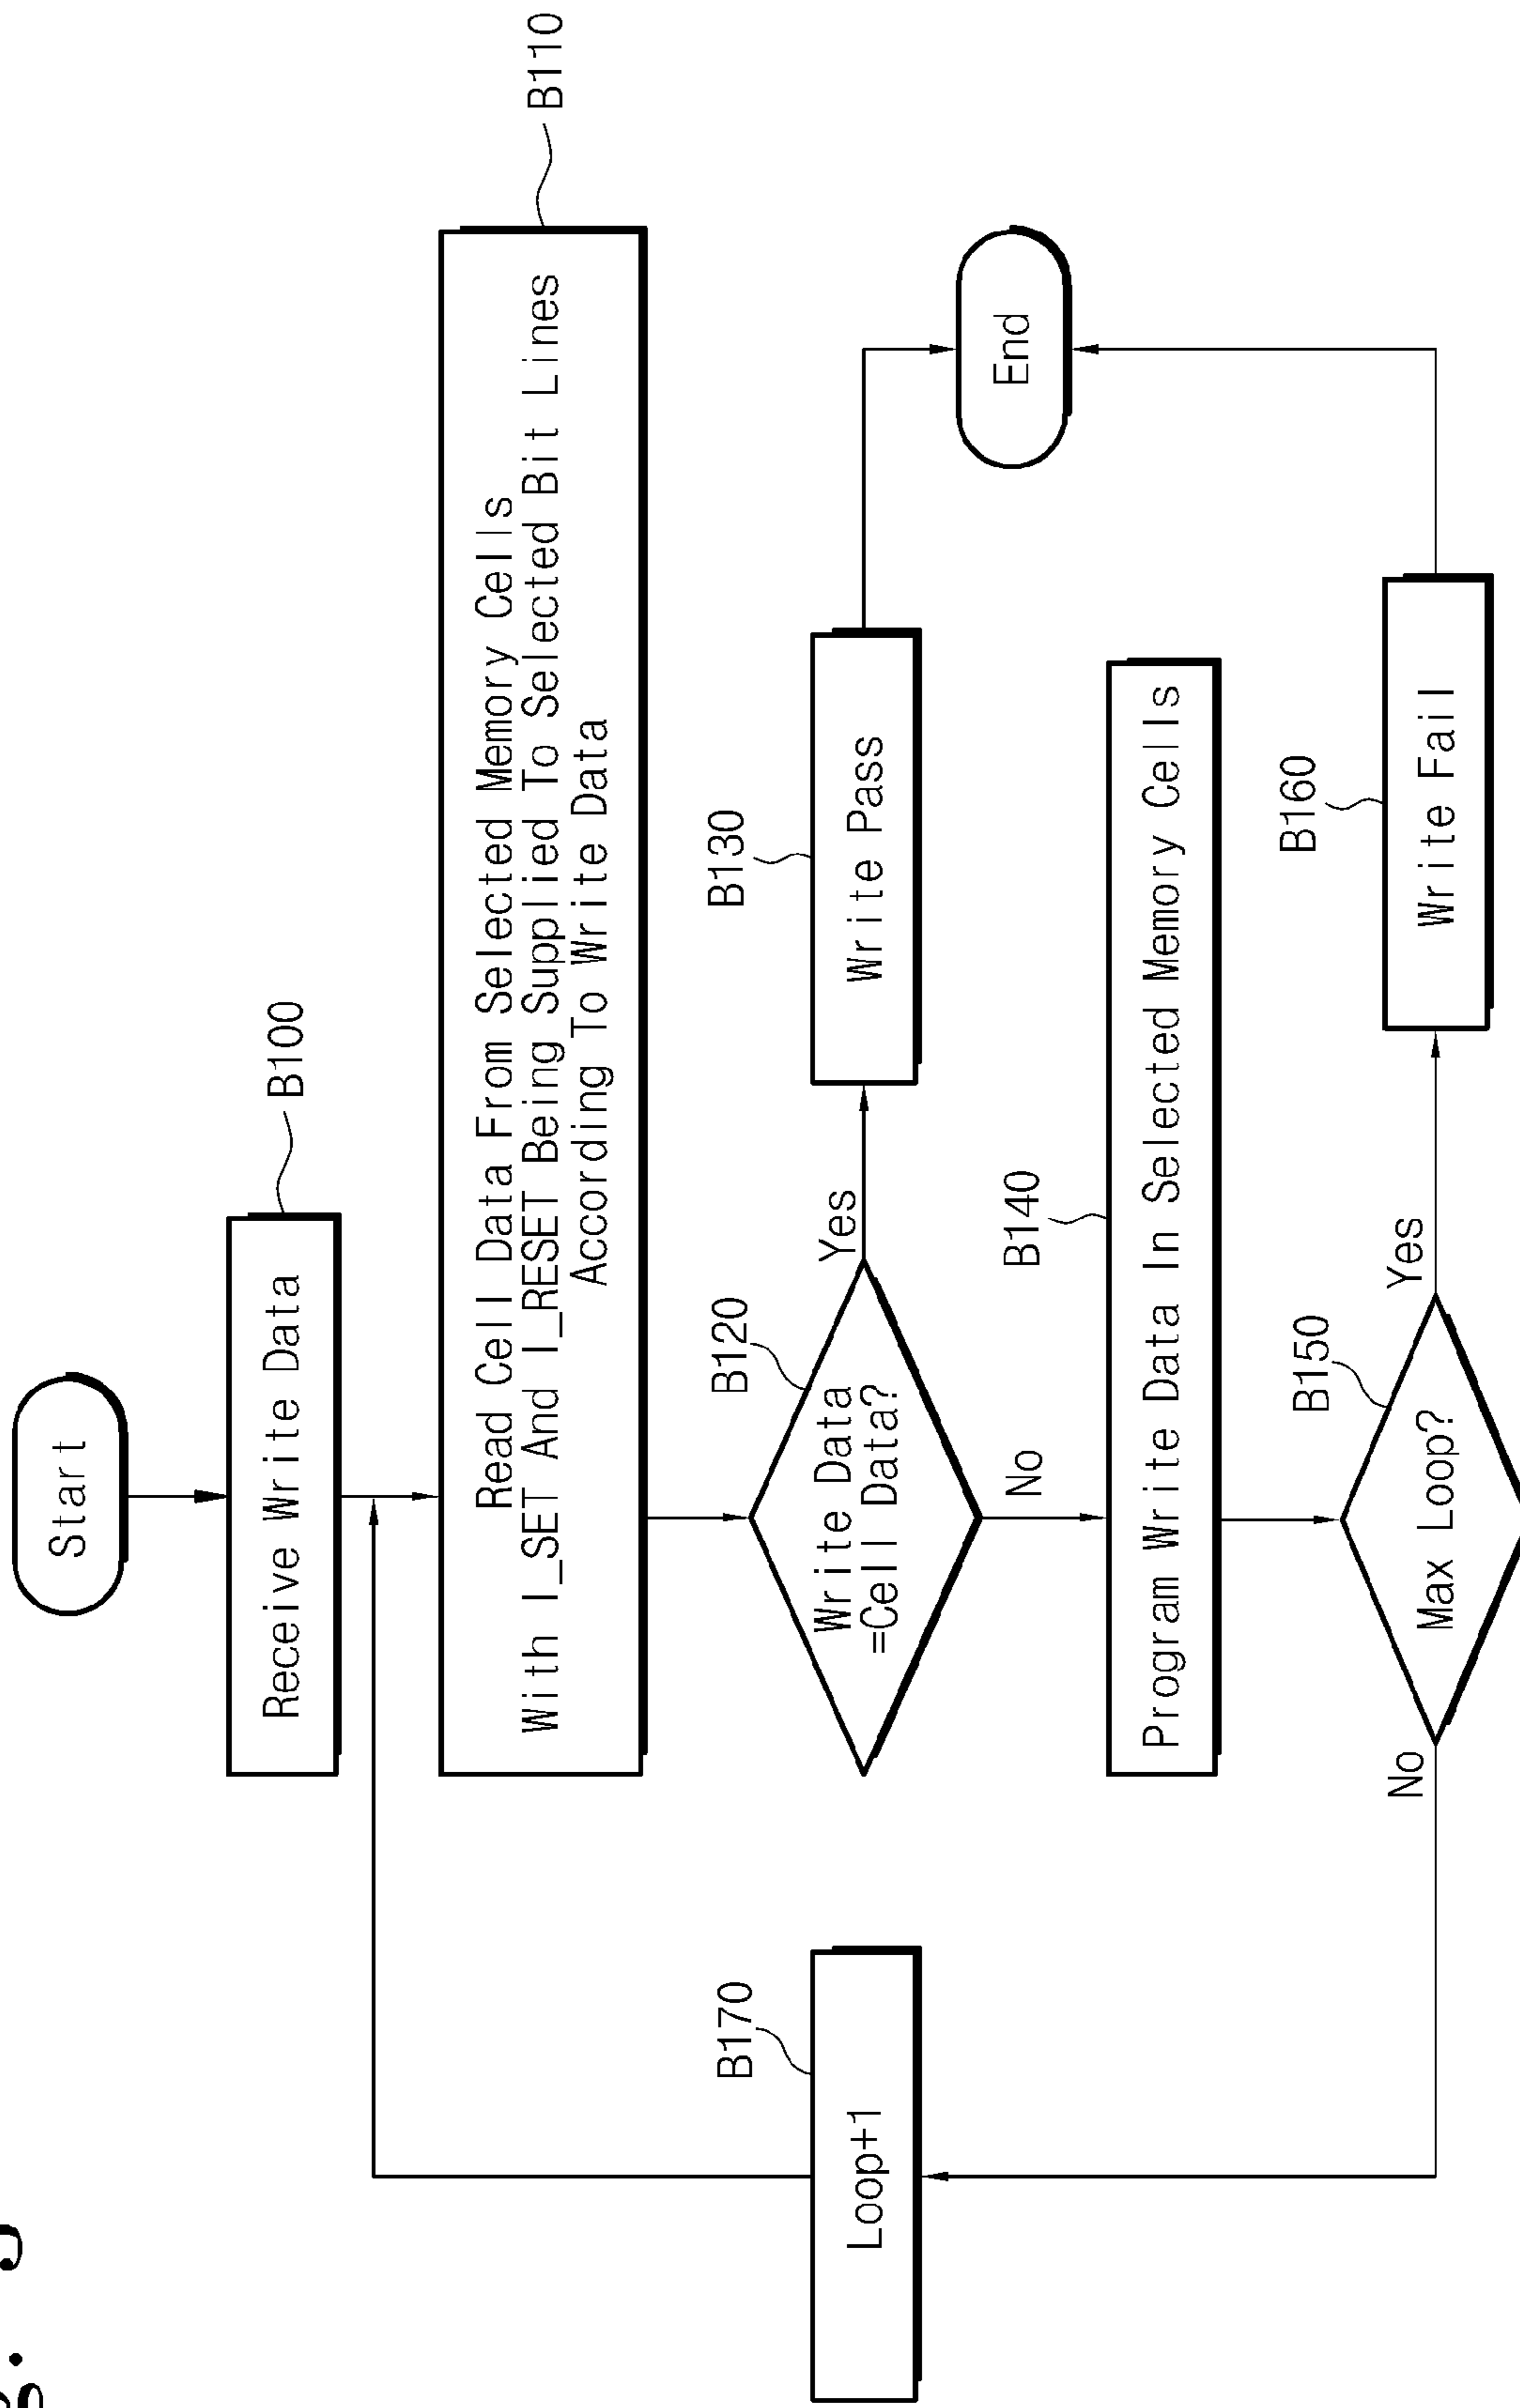 Start
Receive Write Data
B100
Read Cell Data From Selected Memory Cells
With I_SET And I_RESET Being Supplied To Selected Bit Lines
According To Write Data
B110
Write Data
=Cell Data?
B120
Yes
No
Write Pass
B130
End
Program Write Data In Selected Memory Cells
B140
Max Loop?
B150
Yes
No
Write Fail
B160
Loop+1
B170